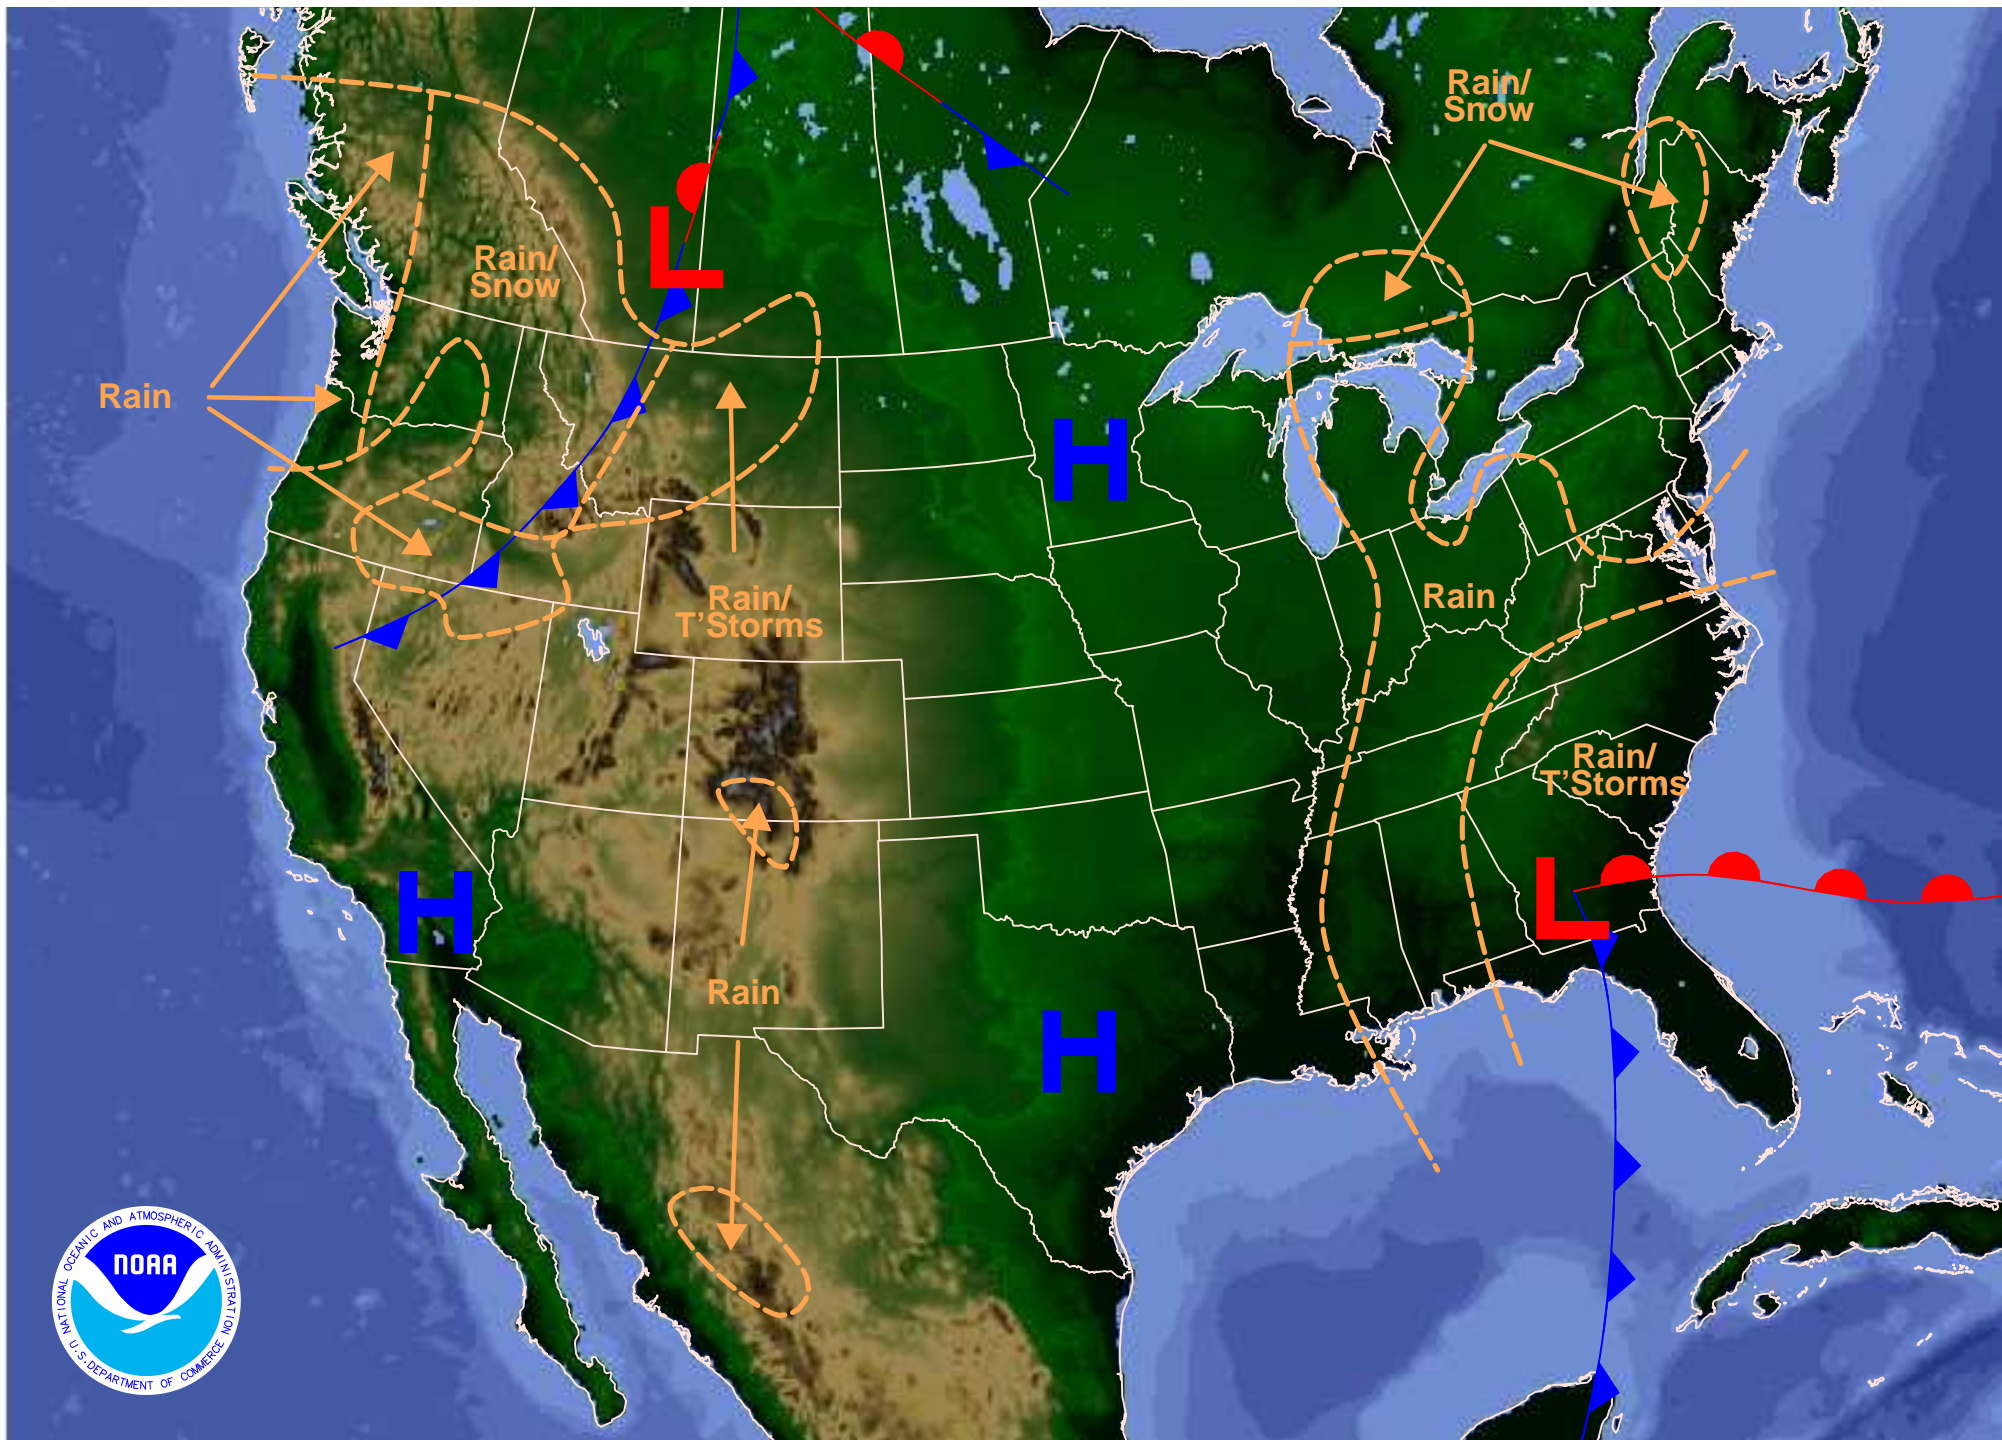 Rain/
Snow
Rain/
Snow
L
Rain
H
Rain/
T'Storms
Rain
Rain/
T'Storms
H
L
Rain
H
NATIONAL OCEANIC AND ATMOSPHERIC ADMINISTRATION
NOAA
U.S. DEPARTMENT OF COMMERCE